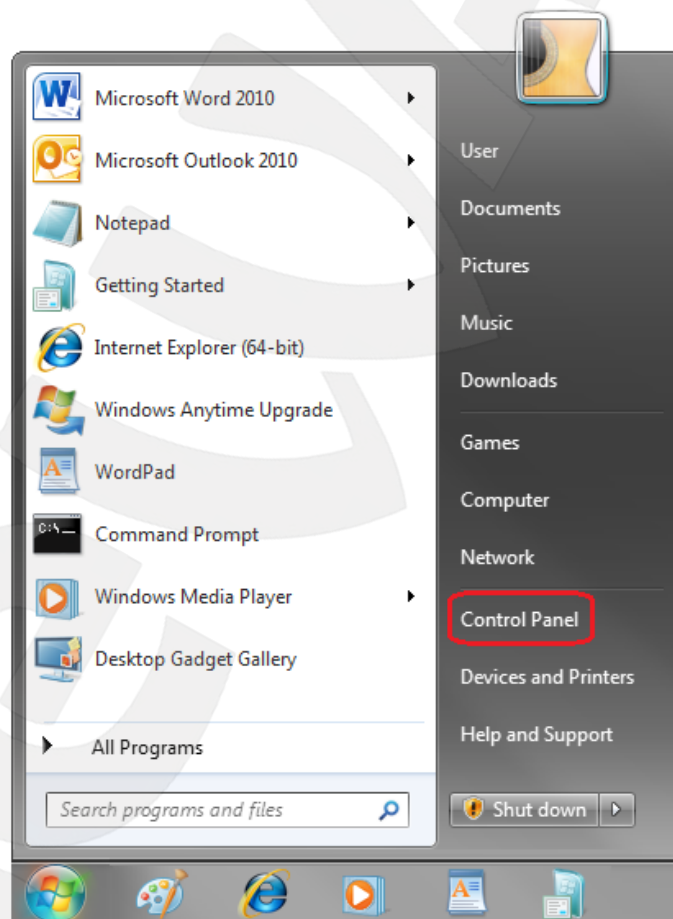 Microsoft Word 2010
Microsoft Outlook 2010
Notepad
Getting Started
Internet Explorer (64-bit)
Windows Anytime Upgrade
WordPad
Command Prompt
Windows Media Player
Desktop Gadget Gallery
All Programs
Search programs and files
User
Documents
Pictures
Music
Downloads
Games
Computer
Network
Control Panel
Devices and Printers
Help and Support
Shut down